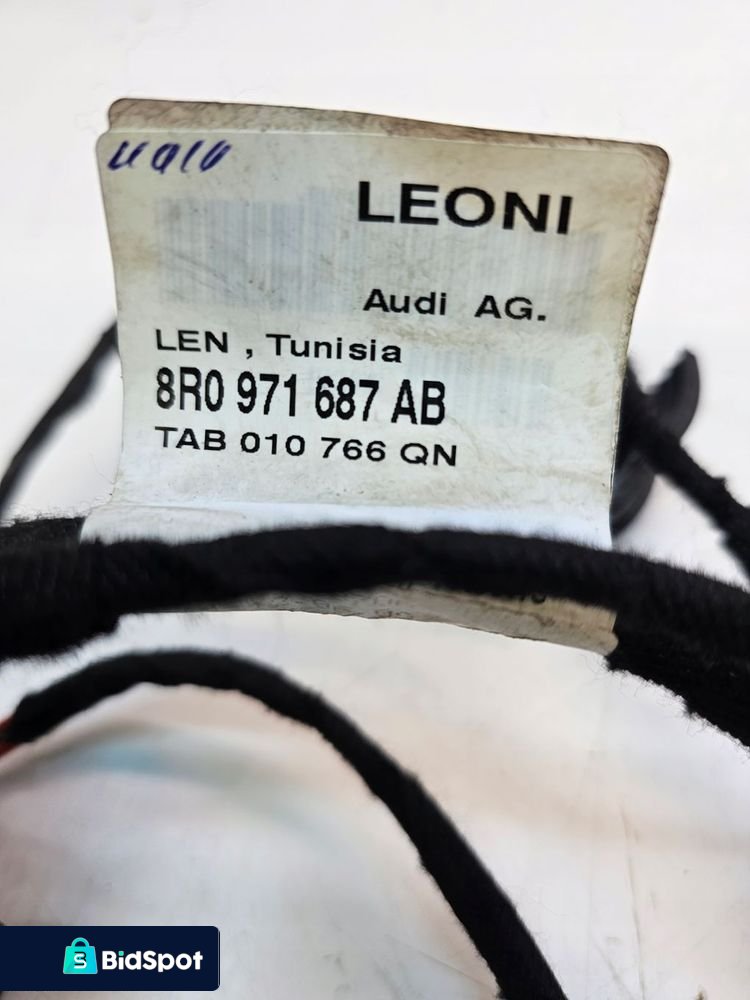 LEONI
Audi AG.
LEN , Tunisia
8R0 971 687 AB
TAB 010 766 QN
BidSpot